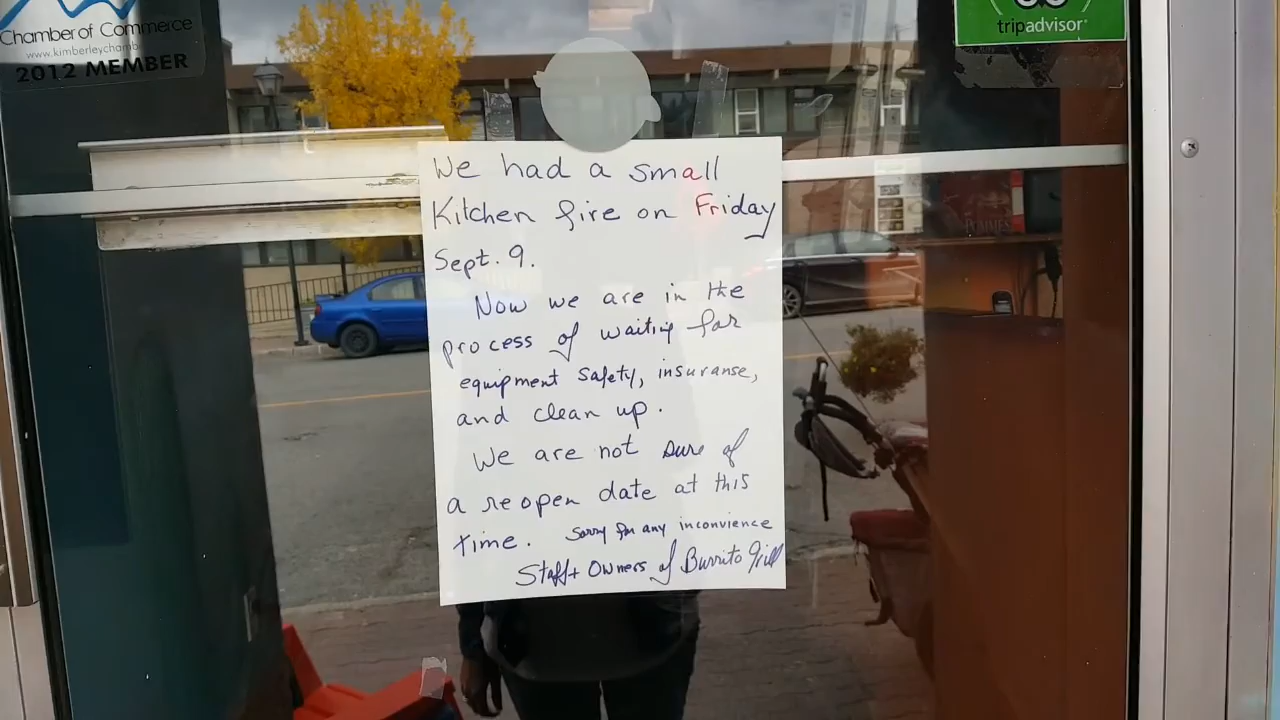 Chamber of Commerce
www.kimberleychamb
2012 MEMBER
tripadvisor
We had a small
Kitchen fire on Friday
Sept. 9.
Now we are in the
process of waiting for
equipment safety, insuranse,
and clean up.
We are not sure of
a reopen date at this
time. Sorry for any inconvience
Staff + Owners of Burrito Grill